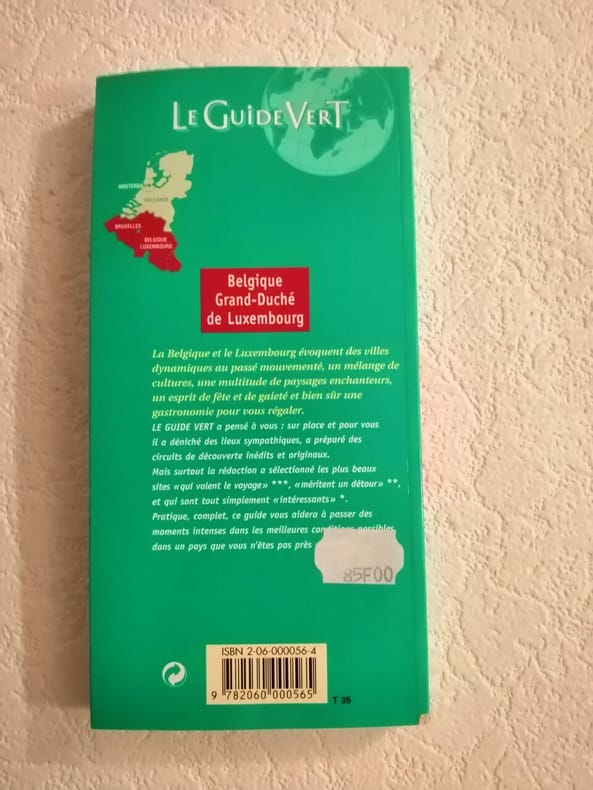 LE GUIDE VERT
AMSTERDAM
HOLLANDE
BRUXELLES
BELGIQUE
LUXEMBOURG
Belgique
Grand-Duché
de Luxembourg
La Belgique et le Luxembourg évoquent des villes
dynamiques au passé mouvementé, un mélange de
cultures, une multitude de paysages enchanteurs,
un esprit de fête et de gaieté et bien sûr une
gastronomie pour vous régaler.
LE GUIDE VERT a pensé à vous : sur place et pour vous
il a déniché des lieux sympathiques, a préparé des
circuits de découverte inédits et originaux.
Mais surtout la rédaction a sélectionné les plus beaux
sites «qui valent le voyage» ***, «méritent un détour» **,
et qui sont tout simplement «intéressants» *.
Pratique, complet, ce guide vous aidera à passer des
moments intenses dans les meilleures conditions possibles,
dans un pays que vous n'êtes pas près
85F00
ISBN 2-06-000056-4
9 782060 000565
T 35